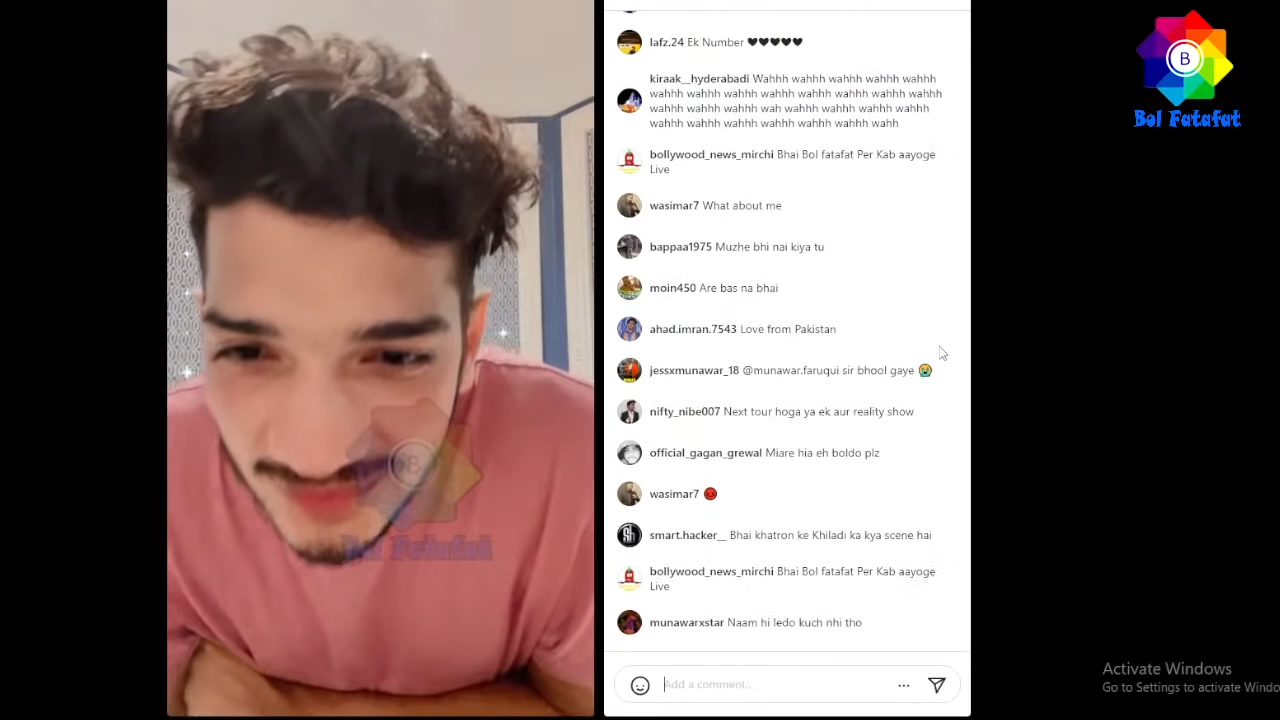 lafz.24 Ek Number 🖤🖤🖤🖤🖤
kiraak__hyderabadi Wahhh wahhh wahhh wahhh wahhh
wahhh wahhh wahhh wahhh wahhh wahhh wahhh wahhh
wahhh wahhh wahhh wah wahhh wahhh wahhh wahhh
wahhh wahhh wahhh wahhh wahhh wahhh wahh
bollywood_news_mirchi Bhai Bol fatafat Per Kab aayoge
Live
wasimar7 What about me
bappaa1975 Muzhe bhi nai kiya tu
moin450 Are bas na bhai
ahad.imran.7543 Love from Pakistan
jessxmunawar_18 @munawar.faruqui sir bhool gaye 😭
nifty_nibe007 Next tour hoga ya ek aur reality show
official_gagan_grewal Miare hia eh boldo plz
wasimar7 😡
smart.hacker__ Bhai khatron ke Khiladi ka kya scene hai
bollywood_news_mirchi Bhai Bol fatafat Per Kab aayoge
Live
munawarxstar Naam hi ledo kuch nhi tho
Add a comment...
B
Bol Fatafat
B
Bol Fatafat
Activate Windows
Go to Settings to activate Windo